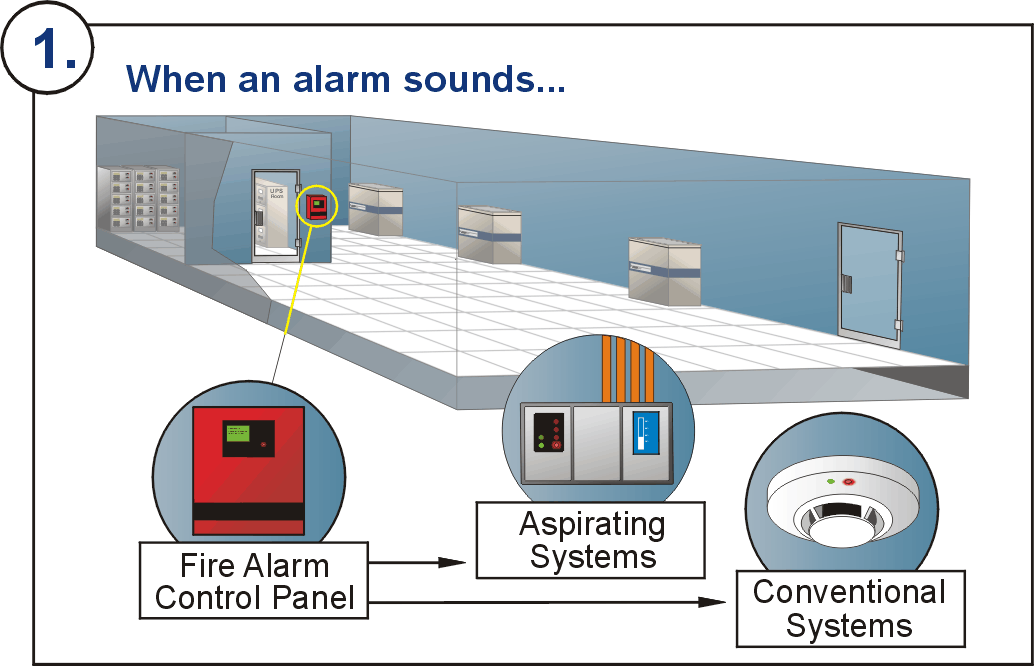 1.
When an alarm sounds...
UPS
Room
Aspirating
Systems
Fire Alarm
Control Panel
Conventional
Systems